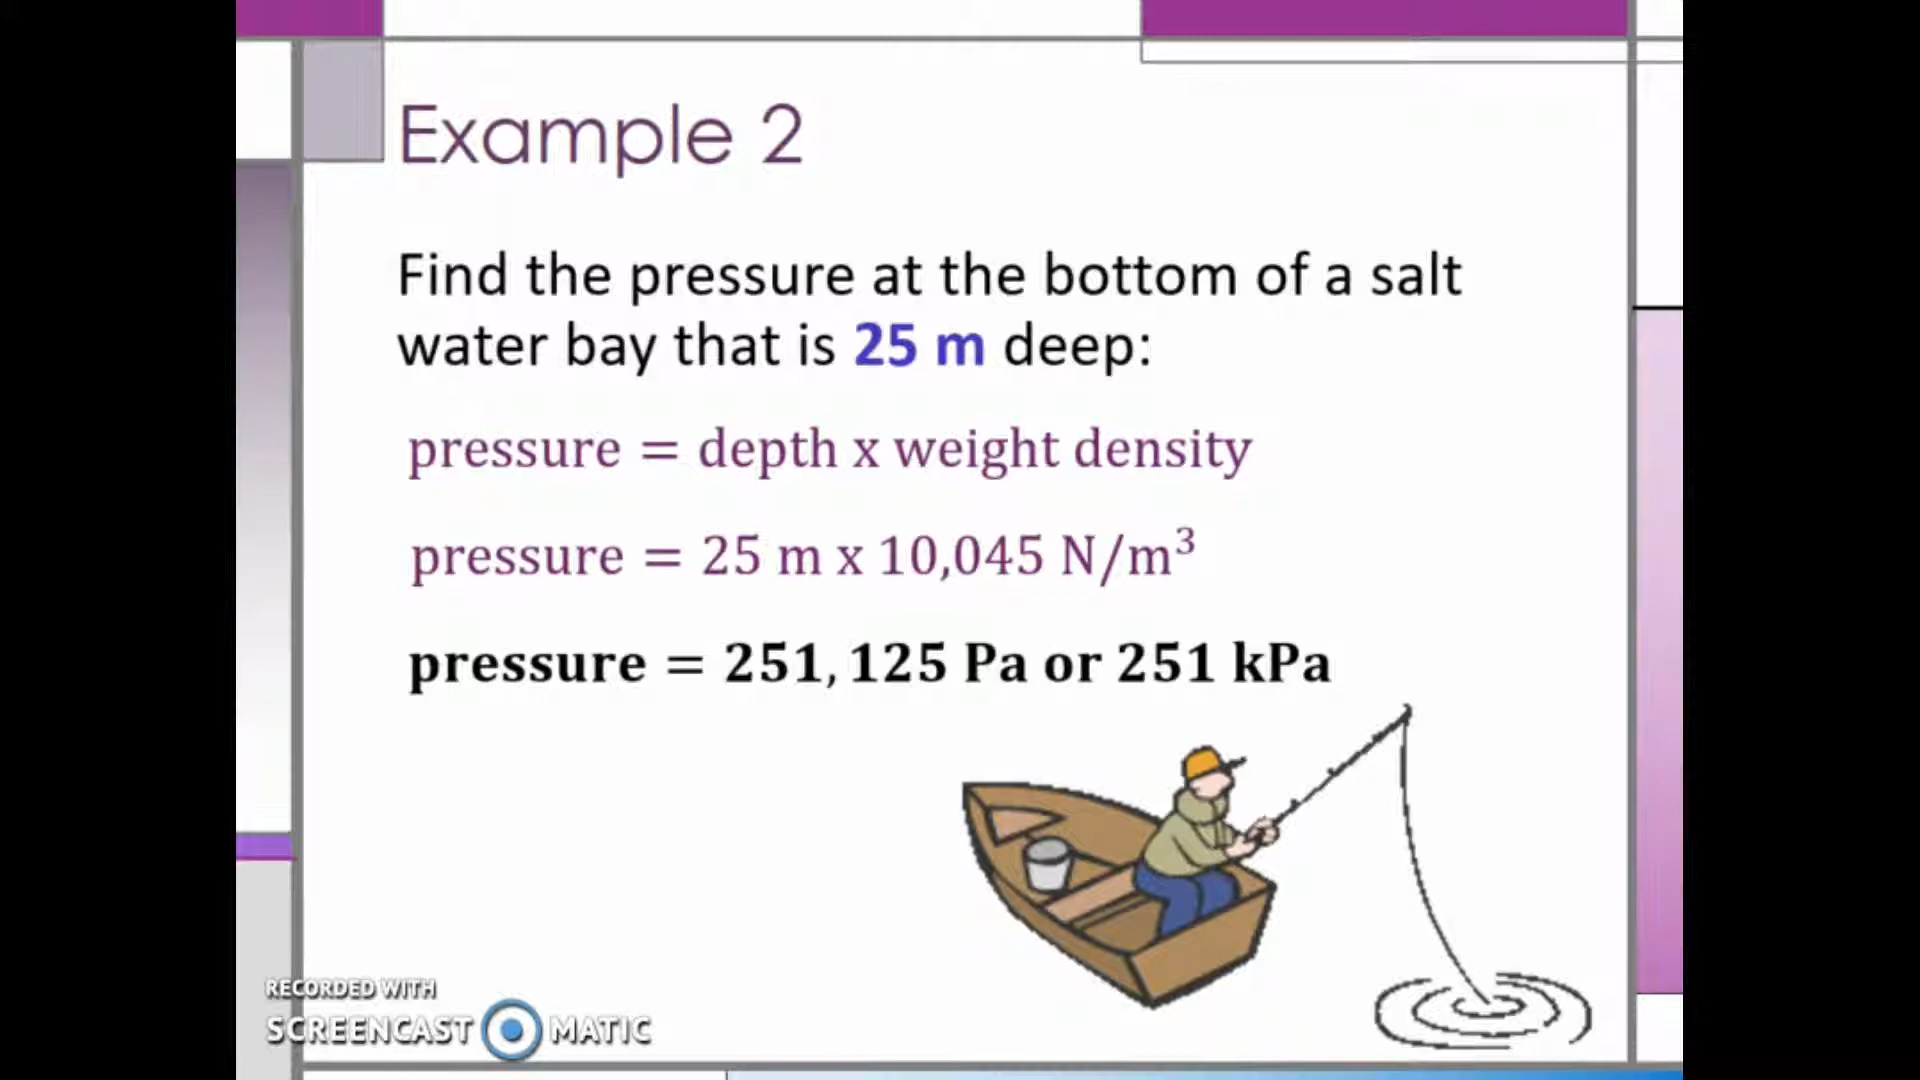 Example 2
Find the pressure at the bottom of a salt
water bay that is 25 m deep:
pressure = depth x weight density
pressure = 25 m x 10,045 N/m³
pressure = 251, 125 Pa or 251 kPa
RECORDED WITH
SCREENCAST MATIC